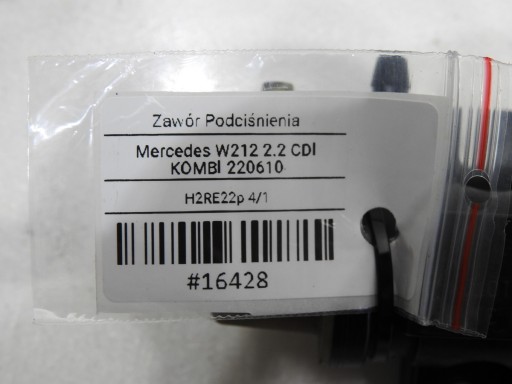 Zawór Podciśnienia
Mercedes W212 2.2 CDI
KOMBI 220610
H2RE22p 4/1
#16428